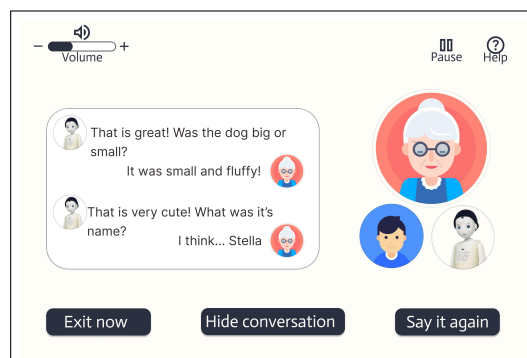 Volume
Pause
Help
That is great! Was the dog big or
small?
It was small and fluffy!
That is very cute! What was it's
name?
I think... Stella
Exit now
Hide conversation
Say it again